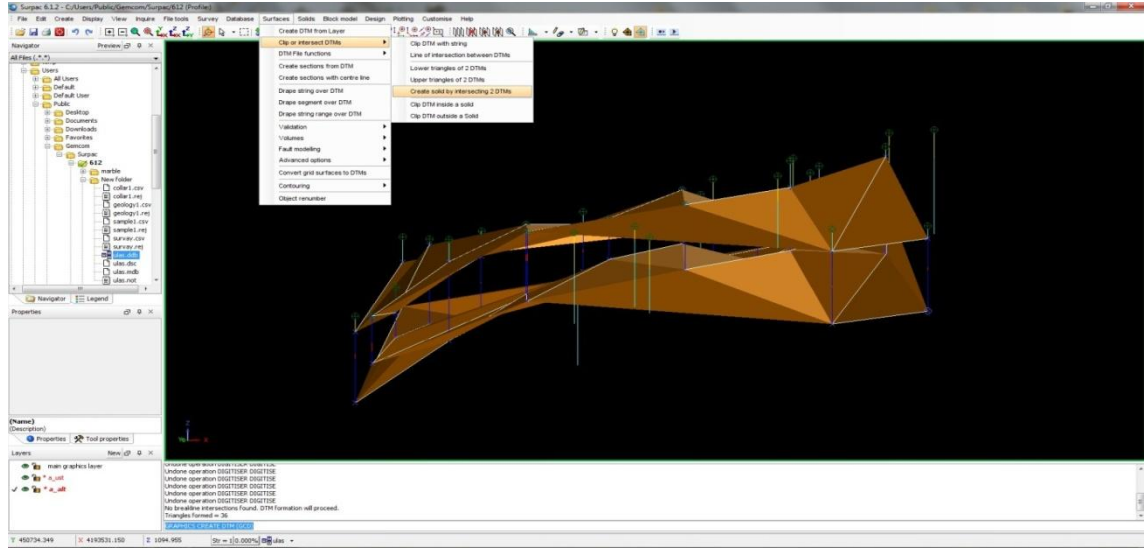 Surpac 6.1.2 - C:/Users/Public/Gemcom/Surpac/612 (Profile)
File Edit Create Display View Inquire File tools Survey Database Surfaces Solids Block model Design Plotting Customise Help
Navigator Preview
All Files (*.*)
Users
All Users
Default
Default User
Public
Desktop
Documents
Downloads
Favorites
Gemcom
Surpac
612
marble
New folder
collar1.csv
collar1.rej
geology1.csv
geology1.rej
sample1.csv
sample1.rej
survay.csv
survay.rej
ulas.ddb
ulas.dsc
ulas.mdb
ulas.not
Navigator Legend
Properties
(Name)
(Description)
Properties Tool properties
Layers New
main graphics layer
* a_ust
* a_alt
Create DTM from Layer
Clip or intersect DTMs
DTM File functions
Create sections from DTM
Create sections with centre line
Drape string over DTM
Drape segment over DTM
Drape string range over DTM
Validation
Volumes
Fault modelling
Advanced options
Convert grid surfaces to DTMs
Contouring
Object renumber
Clip DTM with string
Line of intersection between DTMs
Lower triangles of 2 DTMs
Upper triangles of 2 DTMs
Create solid by intersecting 2 DTMs
Clip DTM inside a solid
Clip DTM outside a Solid
Z
X
Undone operation DIGITISER DIGITISE
Undone operation DIGITISER DIGITISE
Undone operation DIGITISER DIGITISE
Undone operation DIGITISER DIGITISE
Undone operation DIGITISER DIGITISE
No breakline intersections found. DTM formation will proceed.
Triangles formed = 36
GRAPHICS CREATE DTM [GCD]
Y 450734.349 X 4193531.150 Z 1094.955 Str = 1 0.000% ulas